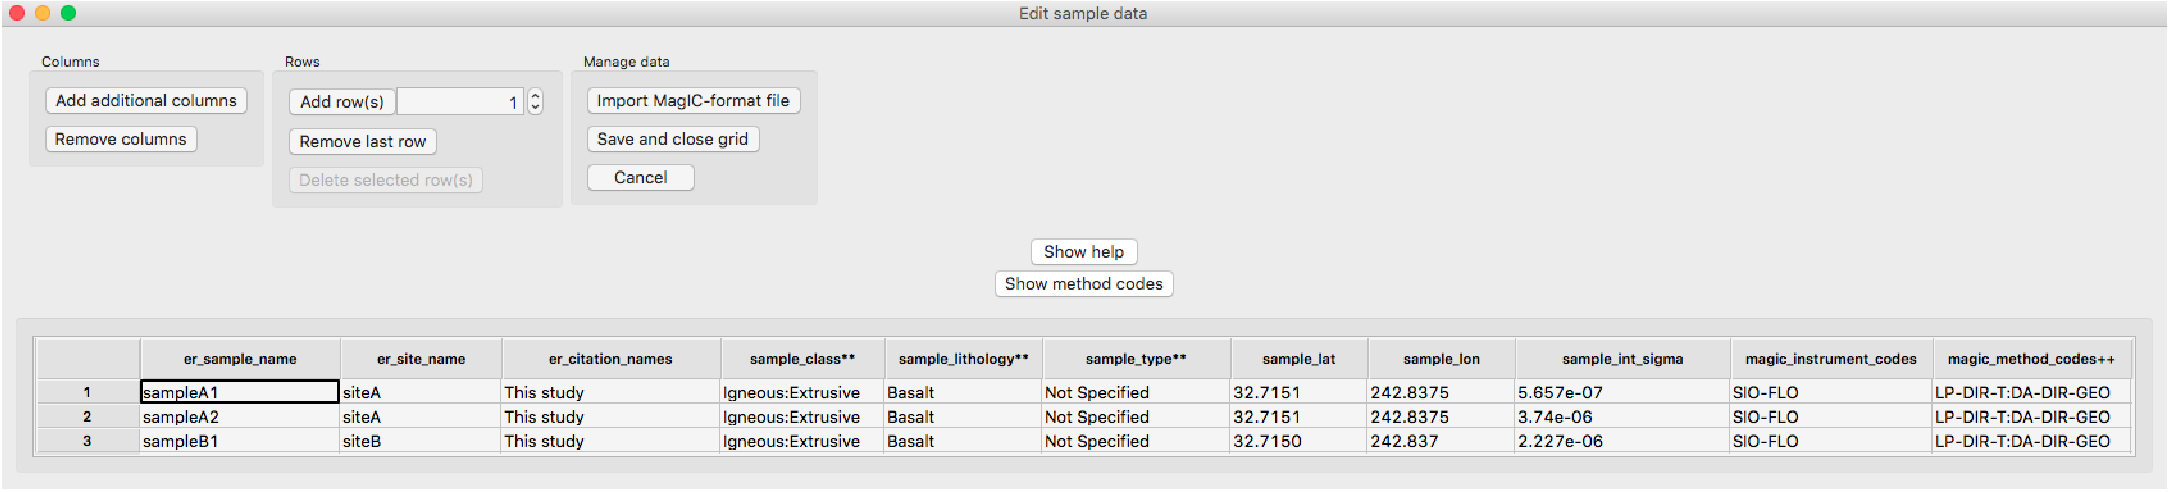 Edit sample data
Columns
Rows
Manage data
Add additional columns
Add row(s)
1
Import MagIC-format file
Remove columns
Remove last row
Save and close grid
Delete selected row(s)
Cancel
Show help
Show method codes
er_sample_name er_site_name er_citation_names sample_class** sample_lithology** sample_type** sample_lat sample_lon sample_int_sigma magic_instrument_codes magic_method_codes++
1 sampleA1 siteA This study Igneous:Extrusive Basalt Not Specified 32.7151 242.8375 5.657e-07 SIO-FLO LP-DIR-T:DA-DIR-GEO
2 sampleA2 siteA This study Igneous:Extrusive Basalt Not Specified 32.7151 242.8375 3.74e-06 SIO-FLO LP-DIR-T:DA-DIR-GEO
3 sampleB1 siteB This study Igneous:Extrusive Basalt Not Specified 32.7150 242.837 2.227e-06 SIO-FLO LP-DIR-T:DA-DIR-GEO